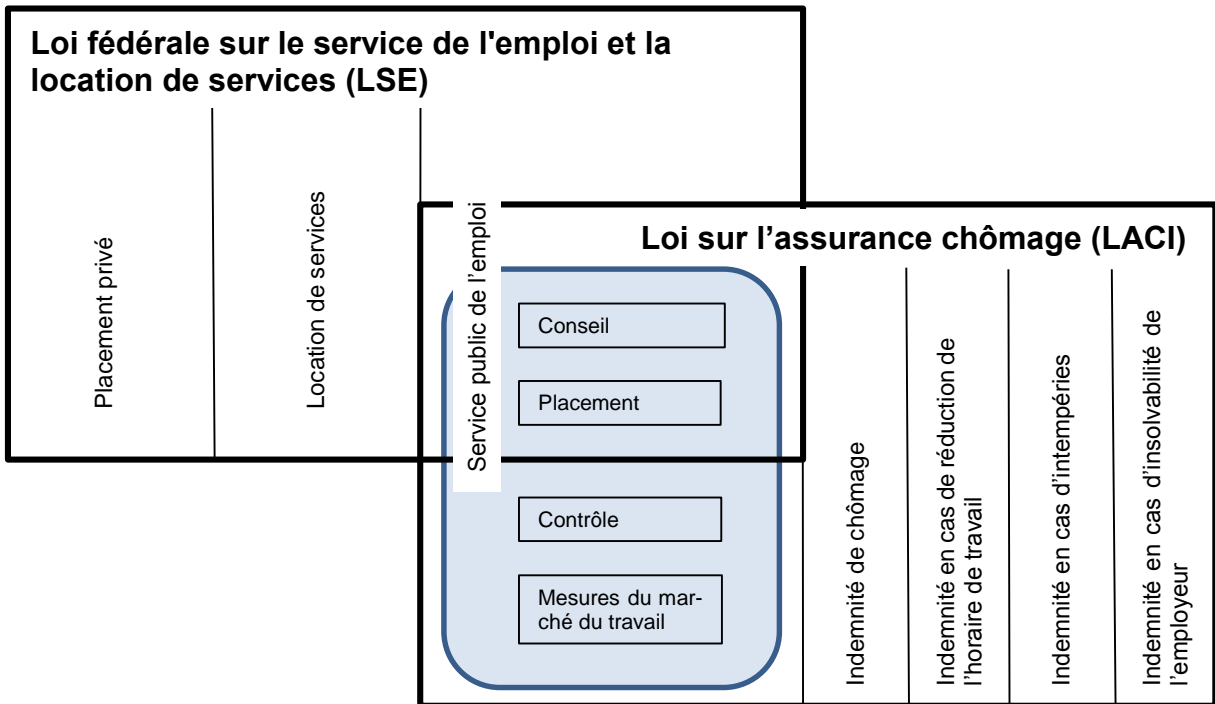 Loi fédérale sur le service de l'emploi et la
location de services (LSE)
Placement privé
Location de services
Service public de l'emploi
Loi sur l’assurance chômage (LACI)
Conseil
Placement
Contrôle
Mesures du mar-
ché du travail
Indemnité de chômage
Indemnité en cas de réduction de
l’horaire de travail
Indemnité en cas d’intempéries
Indemnité en cas d’insolvabilité de
l’employeur